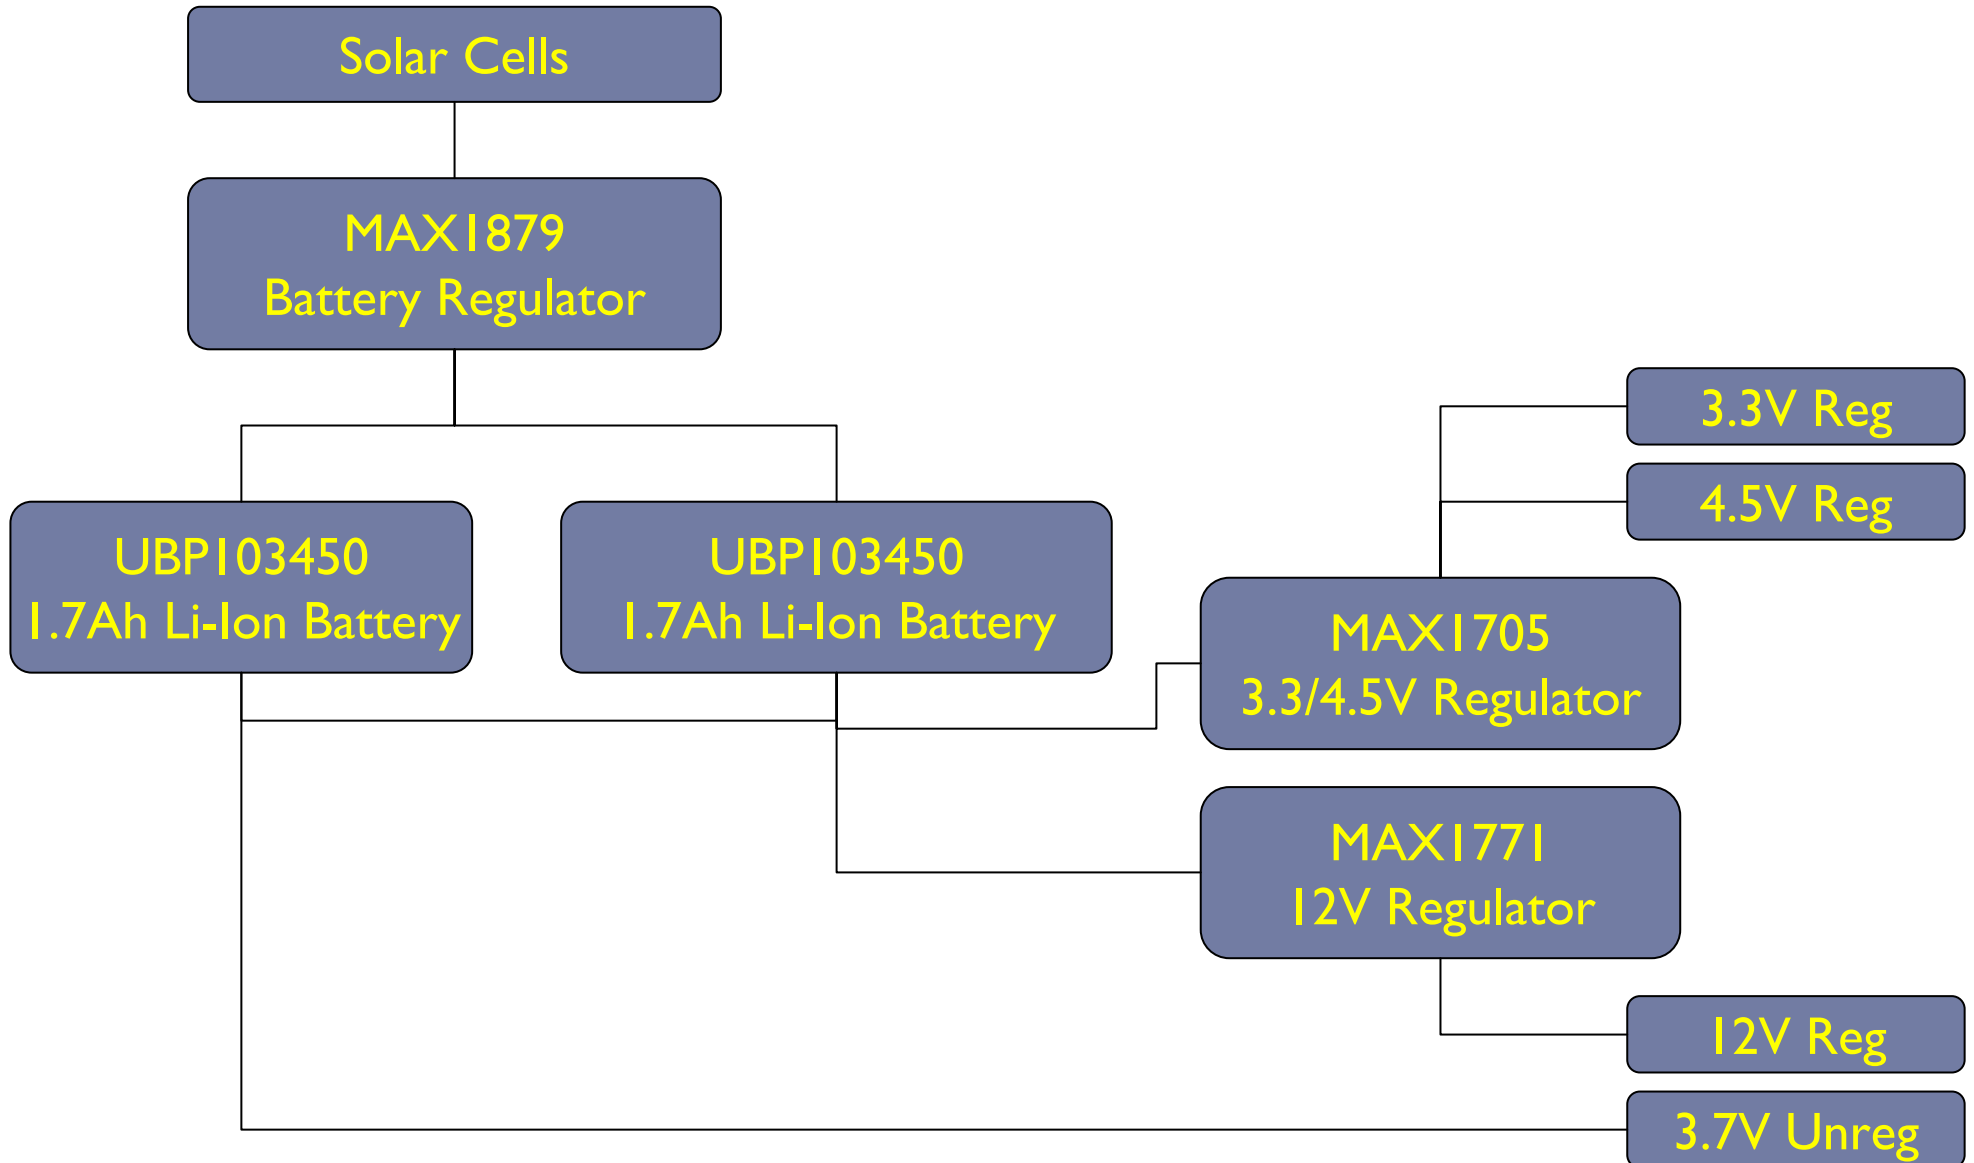 Solar Cells
MAX1879
Battery Regulator
3.3V Reg
4.5V Reg
UBP103450
1.7Ah Li-Ion Battery
UBP103450
1.7Ah Li-Ion Battery
MAX1705
3.3/4.5V Regulator
MAX1771
12V Regulator
12V Reg
3.7V Unreg